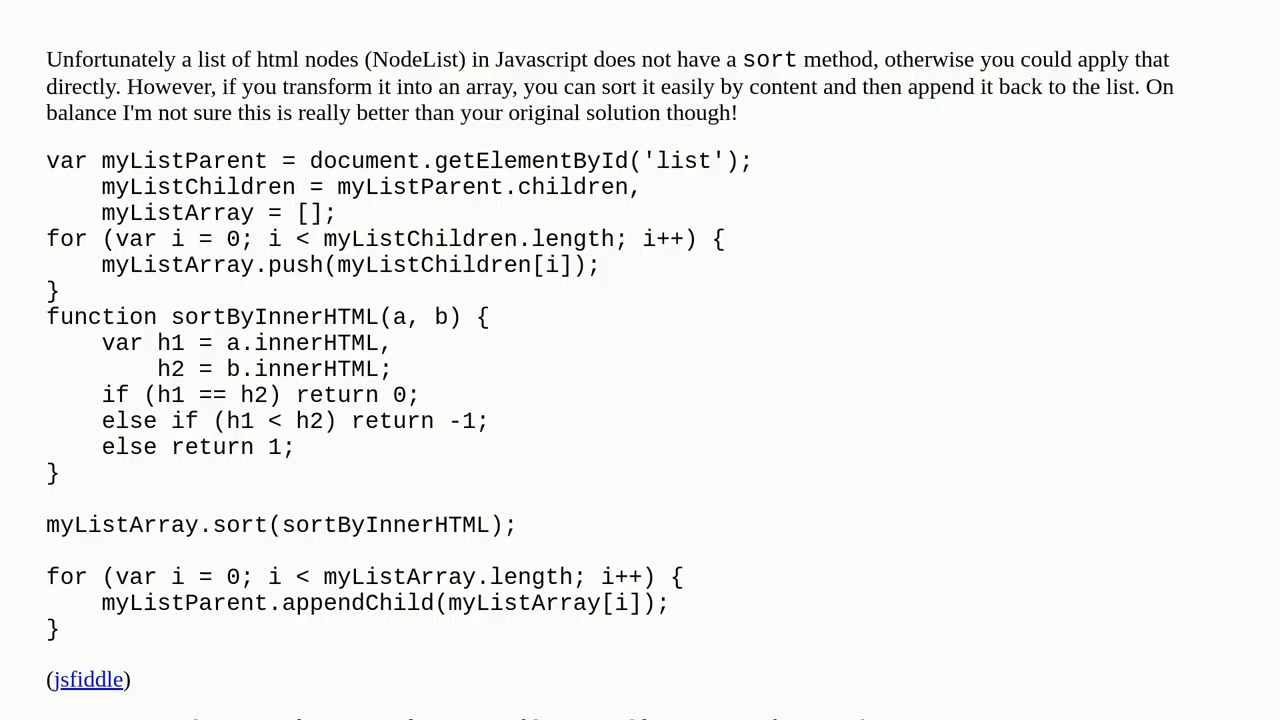 Unfortunately a list of html nodes (NodeList) in Javascript does not have a sort method, otherwise you could apply that
directly. However, if you transform it into an array, you can sort it easily by content and then append it back to the list. On
balance I'm not sure this is really better than your original solution though!
var myListParent = document.getElementById('list');
    myListChildren = myListParent.children,
    myListArray = [];
for (var i = 0; i < myListChildren.length; i++) {
    myListArray.push(myListChildren[i]);
}
function sortByInnerHTML(a, b) {
    var h1 = a.innerHTML,
        h2 = b.innerHTML;
    if (h1 == h2) return 0;
    else if (h1 < h2) return -1;
    else return 1;
}
myListArray.sort(sortByInnerHTML);
for (var i = 0; i < myListArray.length; i++) {
    myListParent.appendChild(myListArray[i]);
}
(jsfiddle)